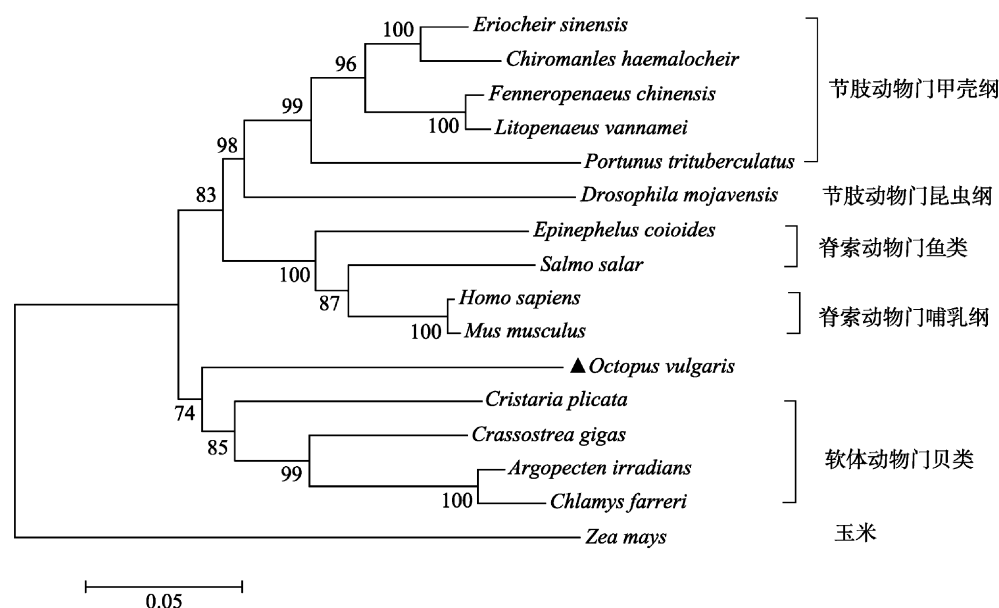 100
Eriocheir sinensis
96
Chiromanles haemalocheir
99
Fenneropenaeus chinensis
节肢动物门甲壳纲
100
Litopenaeus vannamei
98
Portunus trituberculatus
83
Drosophila mojavensis
节肢动物门昆虫纲
Epinephelus coioides
脊索动物门鱼类
100
Salmo salar
87
Homo sapiens
脊索动物门哺乳纲
100
Mus musculus
▲Octopus vulgaris
74
Cristaria plicata
85
Crassostrea gigas
软体动物门贝类
99
Argopecten irradians
100
Chlamys farreri
Zea mays
玉米
0.05